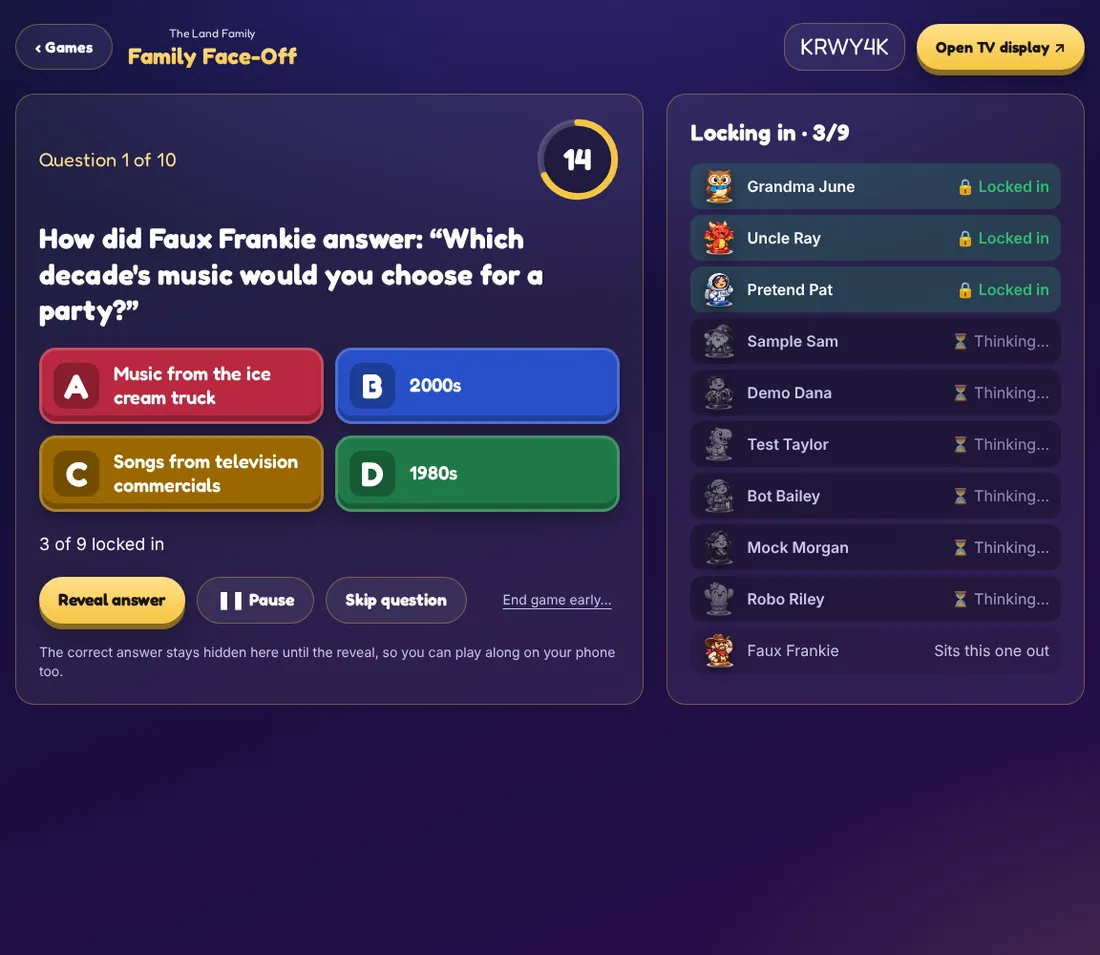 ‹ Games
The Land Family
Family Face-Off
KRWY4K
Open TV display ↗
Question 1 of 10
14
How did Faux Frankie answer: “Which
decade's music would you choose for a
party?”
A
Music from the ice
cream truck
B
2000s
C
Songs from television
commercials
D
1980s
3 of 9 locked in
Reveal answer
❚❚ Pause
Skip question
End game early...
The correct answer stays hidden here until the reveal, so you can play along on your phone
too.
Locking in · 3/9
Grandma June 🔒 Locked in
Uncle Ray 🔒 Locked in
Pretend Pat 🔒 Locked in
Sample Sam ⏳ Thinking...
Demo Dana ⏳ Thinking...
Test Taylor ⏳ Thinking...
Bot Bailey ⏳ Thinking...
Mock Morgan ⏳ Thinking...
Robo Riley ⏳ Thinking...
Faux Frankie Sits this one out